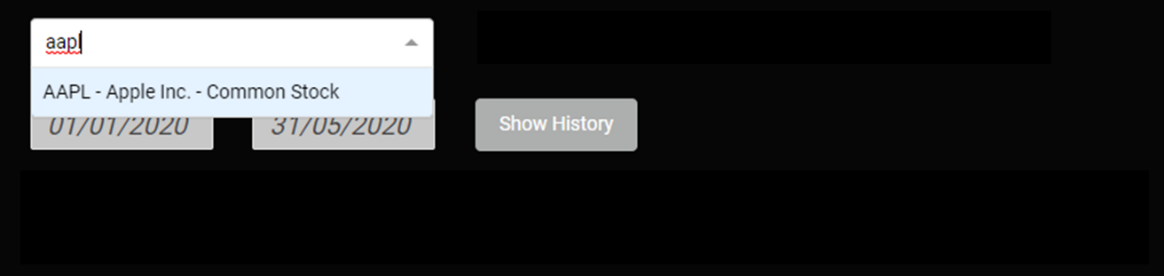 aapl
AAPL - Apple Inc. - Common Stock
01/01/2020 31/05/2020 Show History